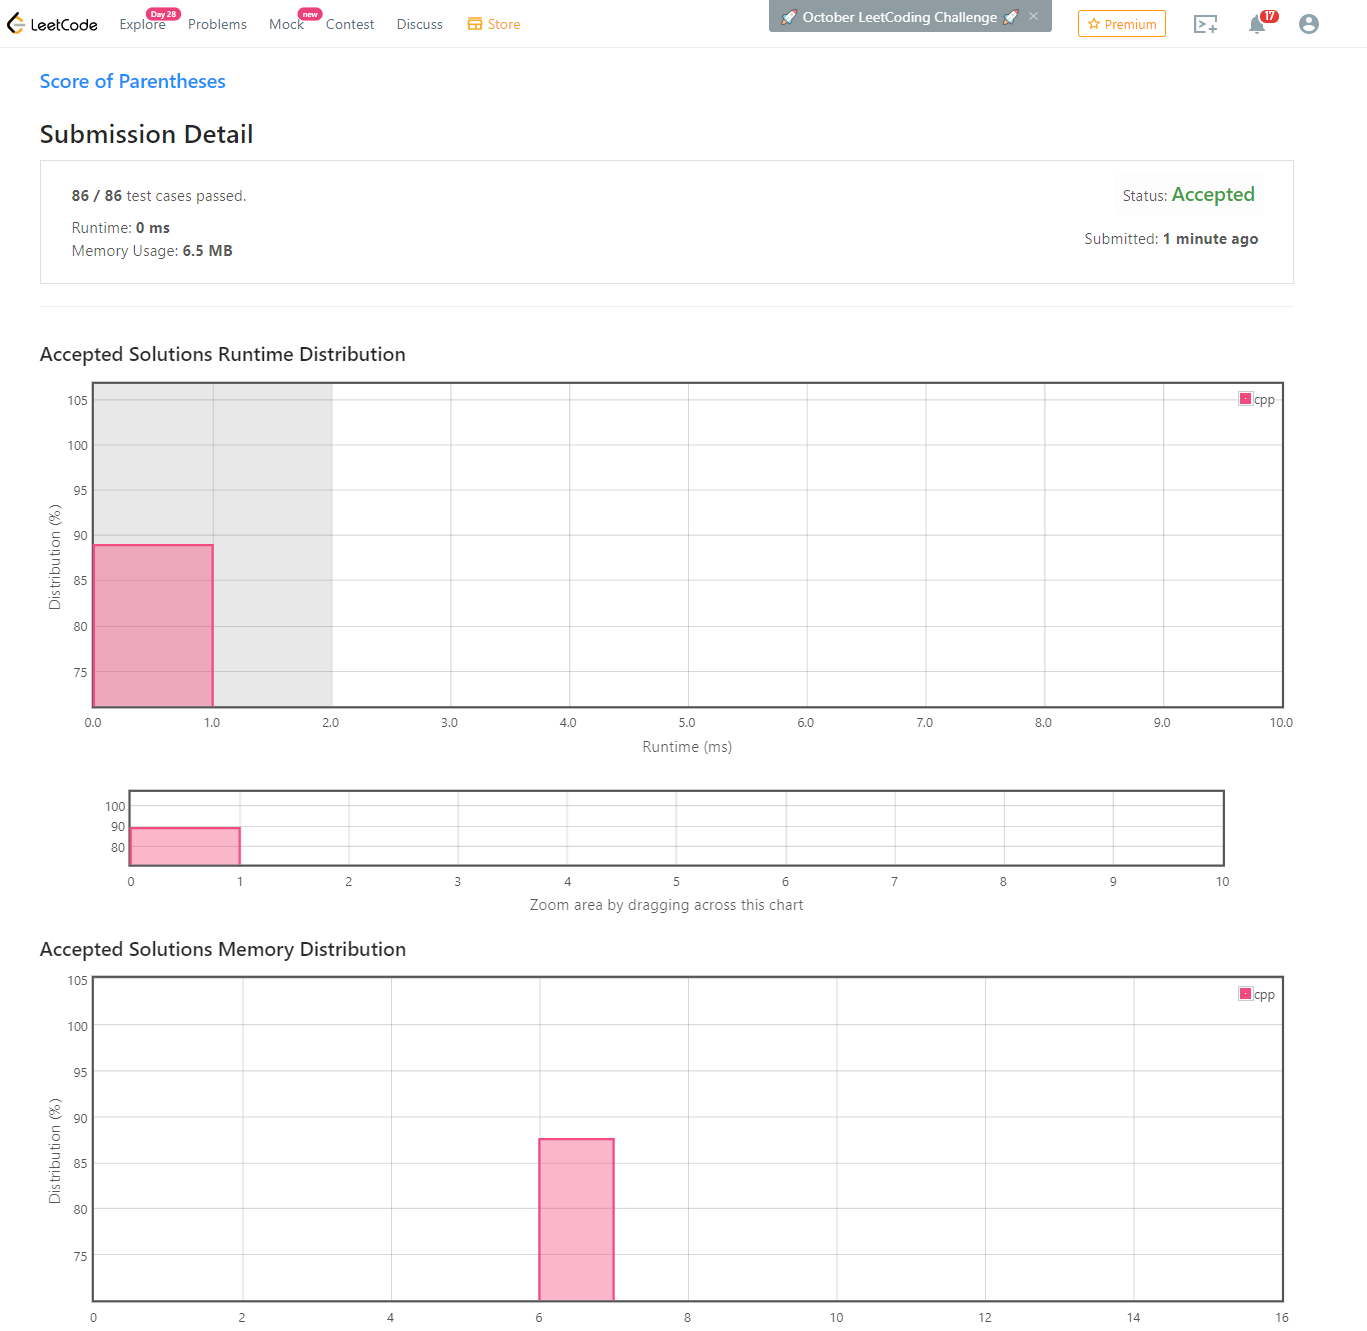 LeetCode Explore Day 28 Problems Mock new Contest Discuss Store 🚀 October LeetCoding Challenge 🚀 × Premium 17
Score of Parentheses
Submission Detail
86 / 86 test cases passed.
Status: Accepted
Runtime: 0 ms
Submitted: 1 minute ago
Memory Usage: 6.5 MB
Accepted Solutions Runtime Distribution
cpp
105
100
95
90
85
80
75
Distribution (%)
0.0 1.0 2.0 3.0 4.0 5.0 6.0 7.0 8.0 9.0 10.0
Runtime (ms)
100
90
80
0 1 2 3 4 5 6 7 8 9 10
Zoom area by dragging across this chart
Accepted Solutions Memory Distribution
cpp
105
100
95
90
85
80
75
Distribution (%)
0 2 4 6 8 10 12 14 16